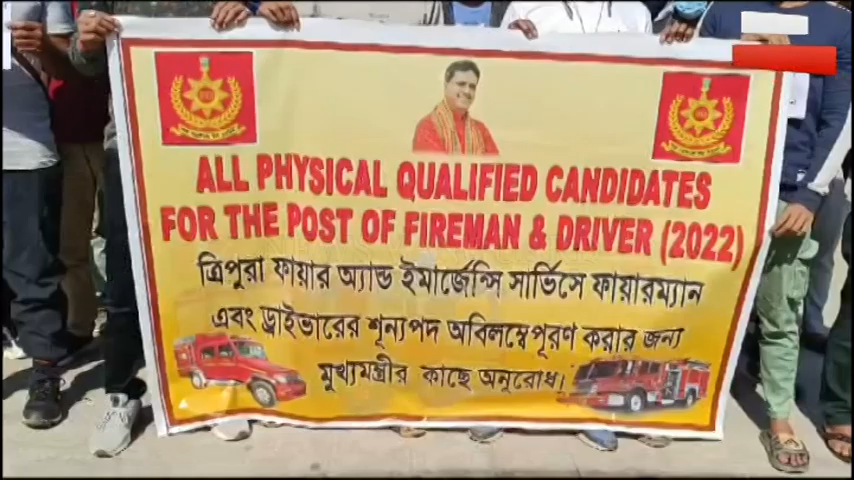 ALL PHYSICAL QUALIFIED CANDIDATES
FOR THE POST OF FIREMAN & DRIVER (2022)
ত্রিপুরা ফায়ার অ্যান্ড ইমার্জেন্সি সার্ভিসে ফায়ারম্যান
এবং ড্রাইভারের শূন্যপদ অবিলম্বেপূরণ করার জন্য
মুখ্যমন্ত্রীর কাছে অনুরোধ।